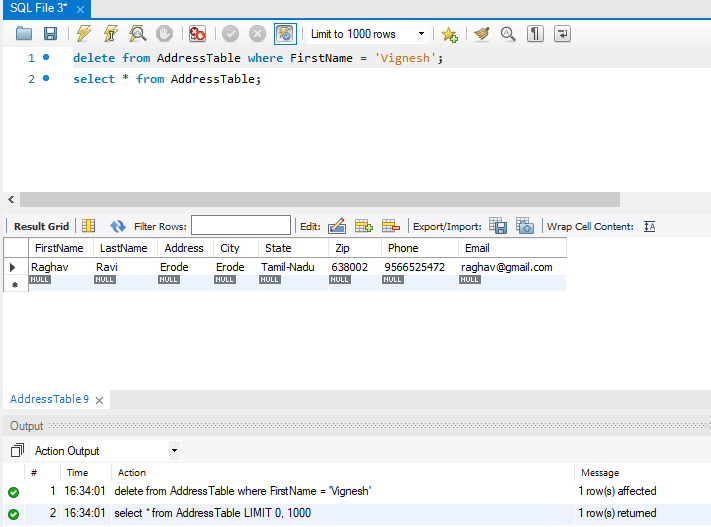 SQL File 3*
Limit to 1000 rows
1 delete from AddressTable where FirstName = 'Vignesh';
2 select * from AddressTable;
Result Grid Filter Rows: Edit: Export/Import: Wrap Cell Content: IA
FirstName LastName Address City State Zip Phone Email
Raghav Ravi Erode Erode Tamil-Nadu 638002 9566525472 raghav@gmail.com
NULL NULL NULL NULL NULL NULL NULL NULL
AddressTable 9
Output
Action Output
# Time Action Message
1 16:34:01 delete from AddressTable where FirstName = 'Vignesh' 1 row(s) affected
2 16:34:01 select * from AddressTable LIMIT 0, 1000 1 row(s) returned